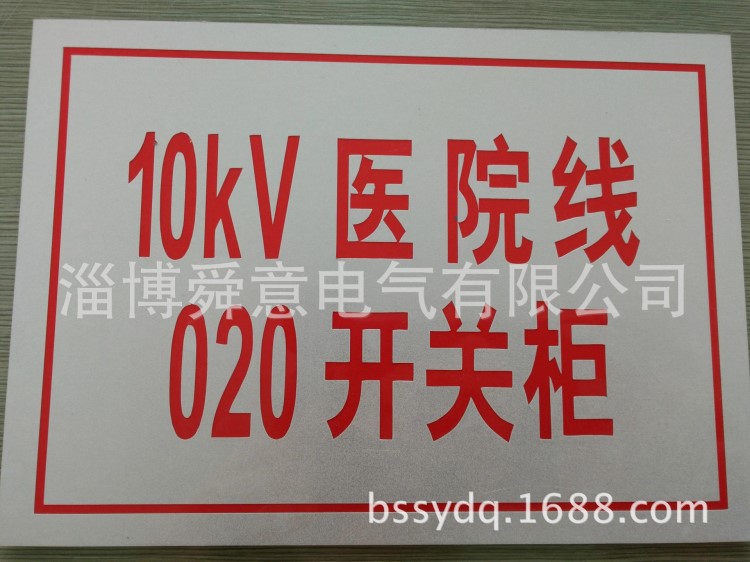 10kV 医院线
淄博舜意电气有限公司
020 开关柜
bssydq.1688.com